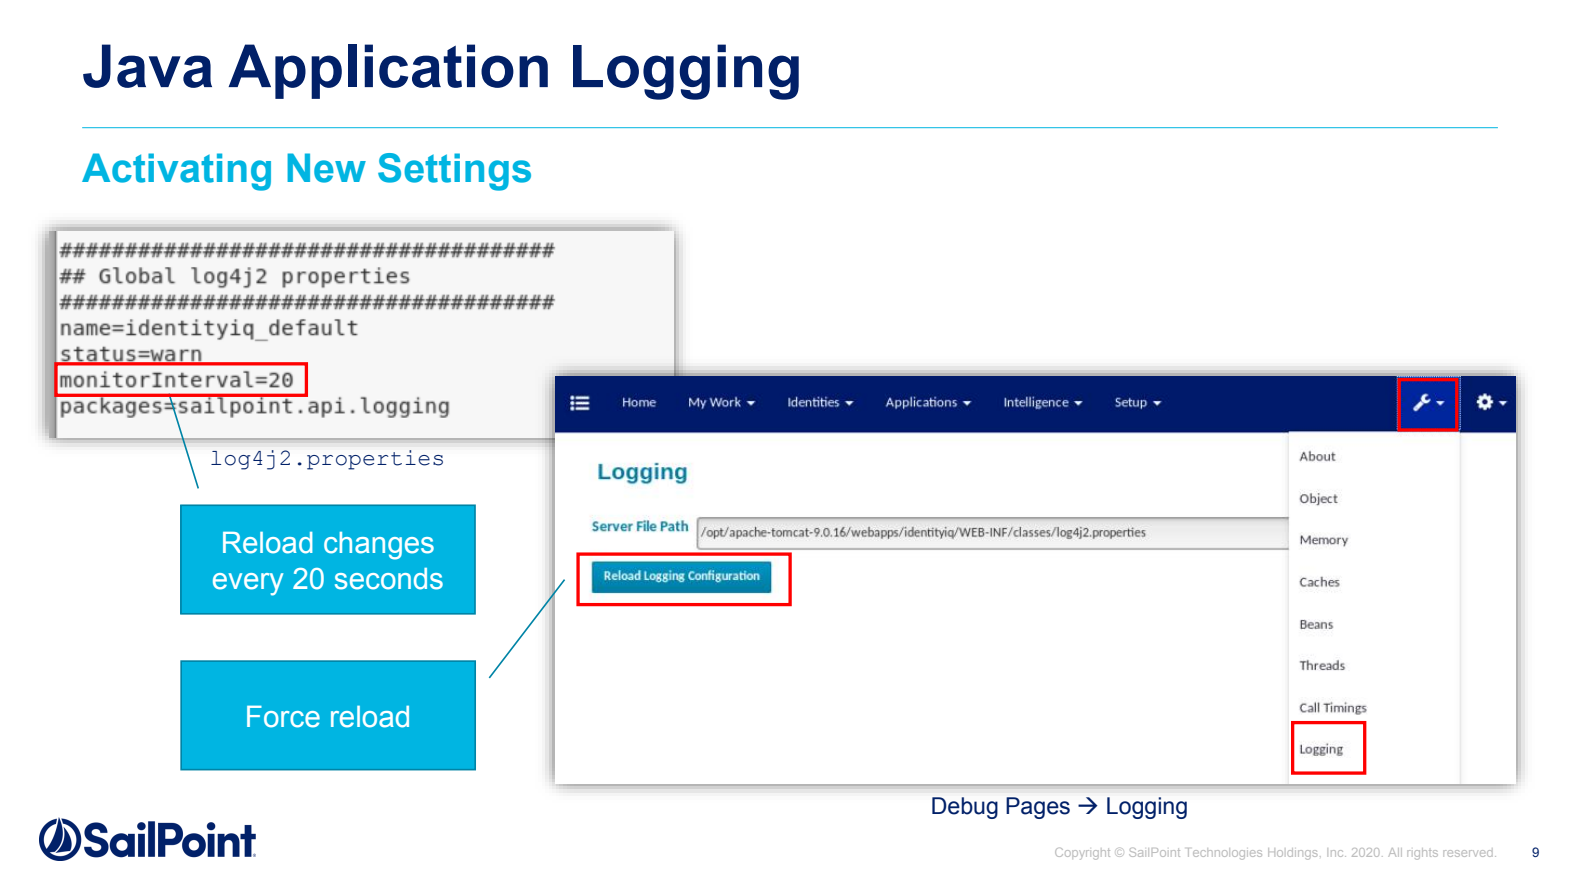 Java Application Logging
Activating New Settings
######################################
## Global log4j2 properties
######################################
name=identityiq_default
status=warn
monitorInterval=20
packages=sailpoint.api.logging
log4j2.properties
Reload changes
every 20 seconds
Force reload
Home My Work Identities Applications Intelligence Setup
Logging
Server File Path /opt/apache-tomcat-9.0.16/webapps/identityiq/WEB-INF/classes/log4j2.properties
Reload Logging Configuration
About
Object
Memory
Caches
Beans
Threads
Call Timings
Logging
Debug Pages → Logging
SailPoint
Copyright © SailPoint Technologies Holdings, Inc. 2020. All rights reserved. 9